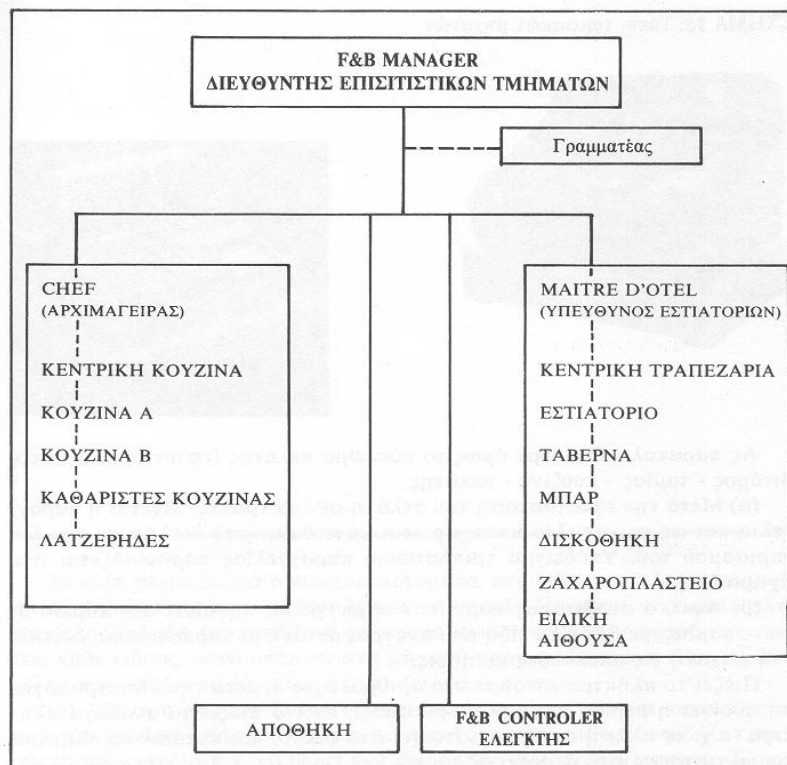 F&B MANAGER
ΔΙΕΥΘΥΝΤΗΣ ΕΠΙΣΙΤΙΣΤΙΚΩΝ ΤΜΗΜΑΤΩΝ
Γραμματέας
CHEF
(ΑΡΧΙΜΑΓΕΙΡΑΣ)
ΚΕΝΤΡΙΚΗ ΚΟΥΖΙΝΑ
ΚΟΥΖΙΝΑ Α
ΚΟΥΖΙΝΑ Β
ΚΑΘΑΡΙΣΤΕΣ ΚΟΥΖΙΝΑΣ
ΛΑΤΖΕΡΗΔΕΣ
MAITRE D'OTEL
(ΥΠΕΥΘΥΝΟΣ ΕΣΤΙΑΤΟΡΙΩΝ)
ΚΕΝΤΡΙΚΗ ΤΡΑΠΕΖΑΡΙΑ
ΕΣΤΙΑΤΟΡΙΟ
ΤΑΒΕΡΝΑ
ΜΠΑΡ
ΔΙΣΚΟΘΗΚΗ
ΖΑΧΑΡΟΠΛΑΣΤΕΙΟ
ΕΙΔΙΚΗ
ΑΙΘΟΥΣΑ
ΑΠΟΘΗΚΗ
F&B CONTROLER
ΕΛΕΓΚΤΗΣ